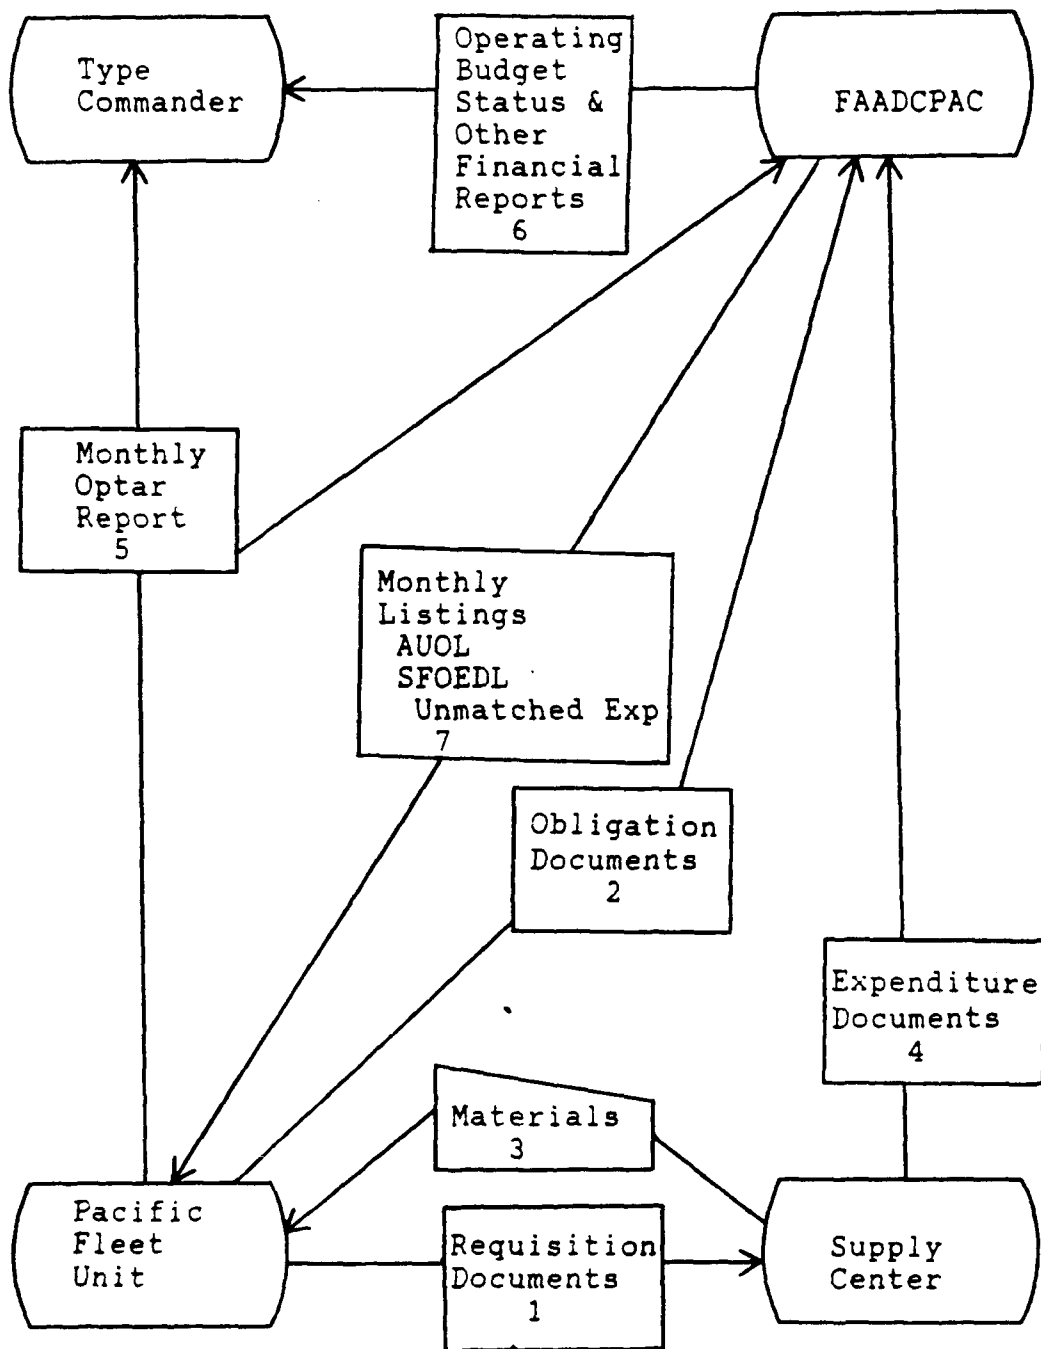 Type
Commander
Operating
Budget
Status &
Other
Financial
Reports
6
FAADCPAC
Monthly
Optar
Report
5
Monthly
Listings
AUOL
SFOEDL
Unmatched Exp
7
Obligation
Documents
2
Expenditure
Documents
4
Materials
3
Pacific
Fleet
Unit
Requisition
Documents
1
Supply
Center